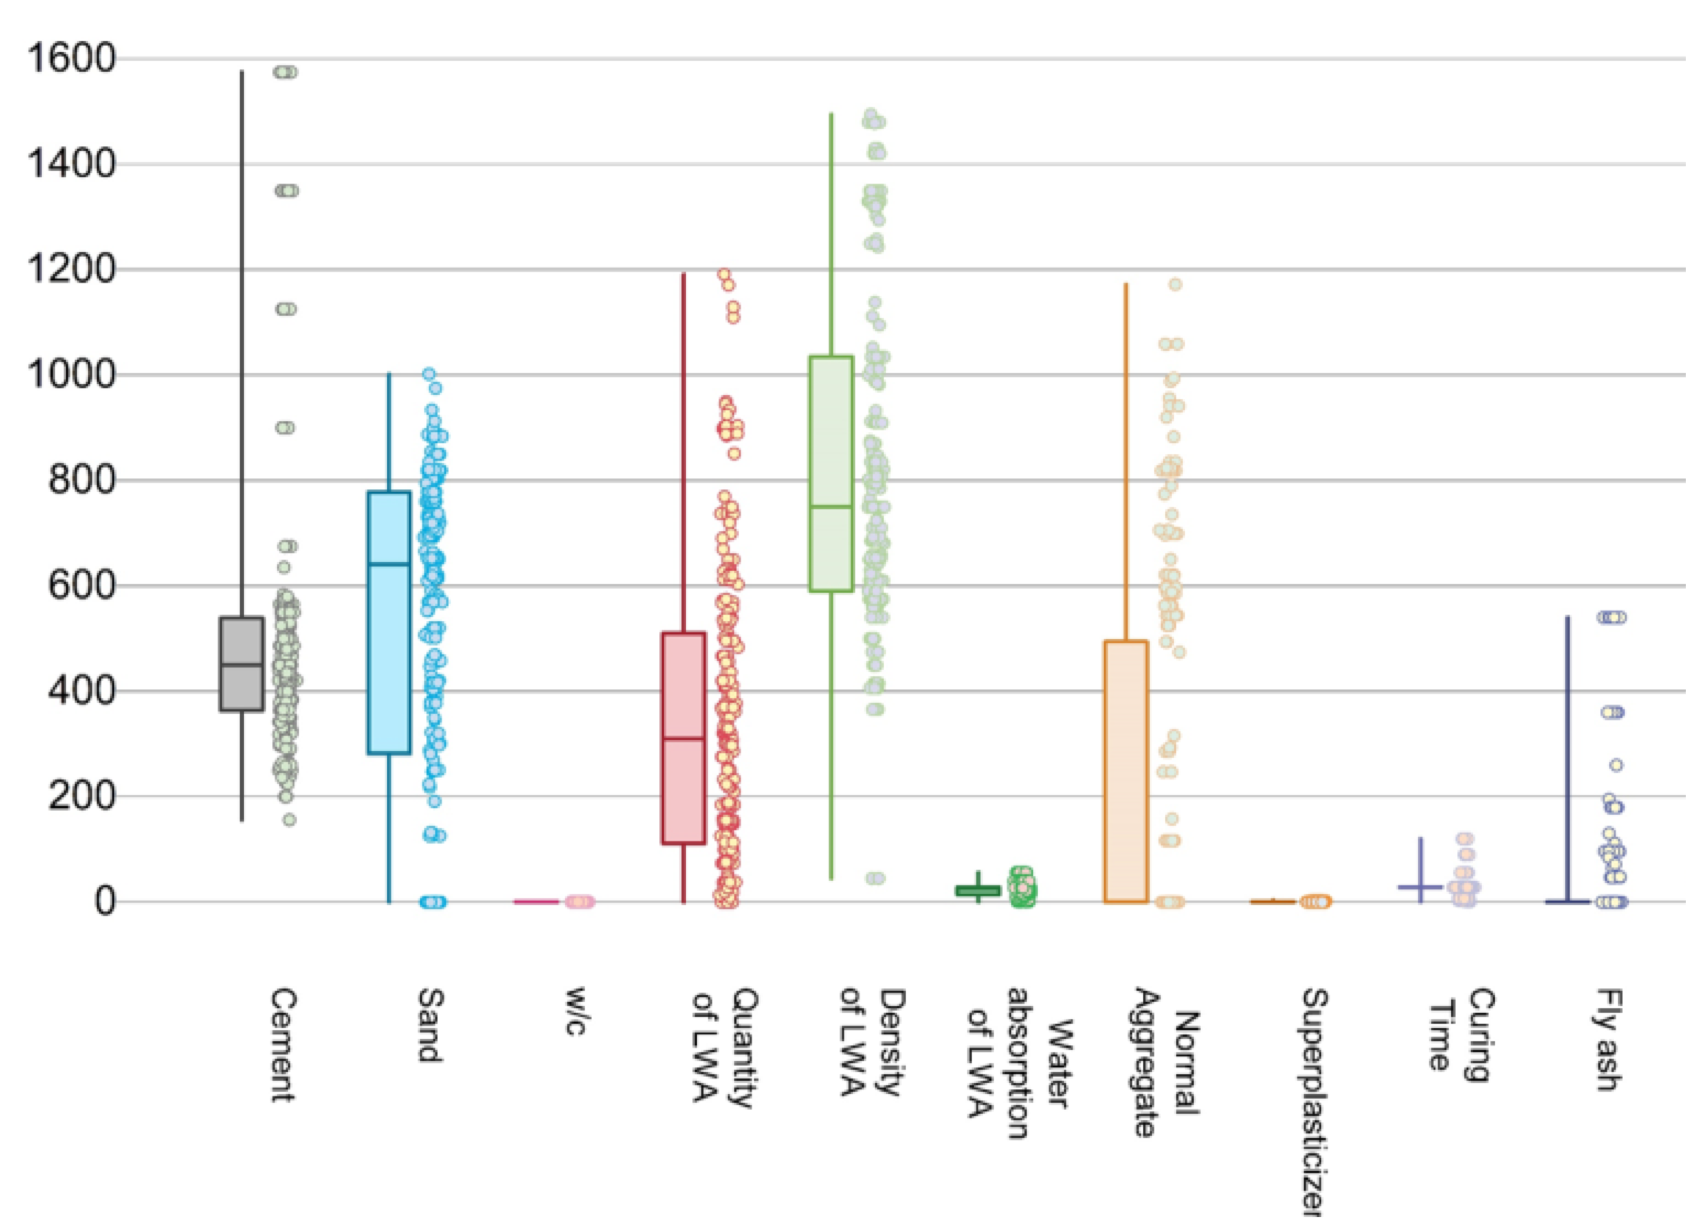 1600
1400
1200
1000
800
600
400
200
0
Cement
Sand
w/c
Quantity
of LWA
Density
of LWA
Water
absorption
of LWA
Normal
Aggregate
Superplasticizer
Curing
Time
Fly ash